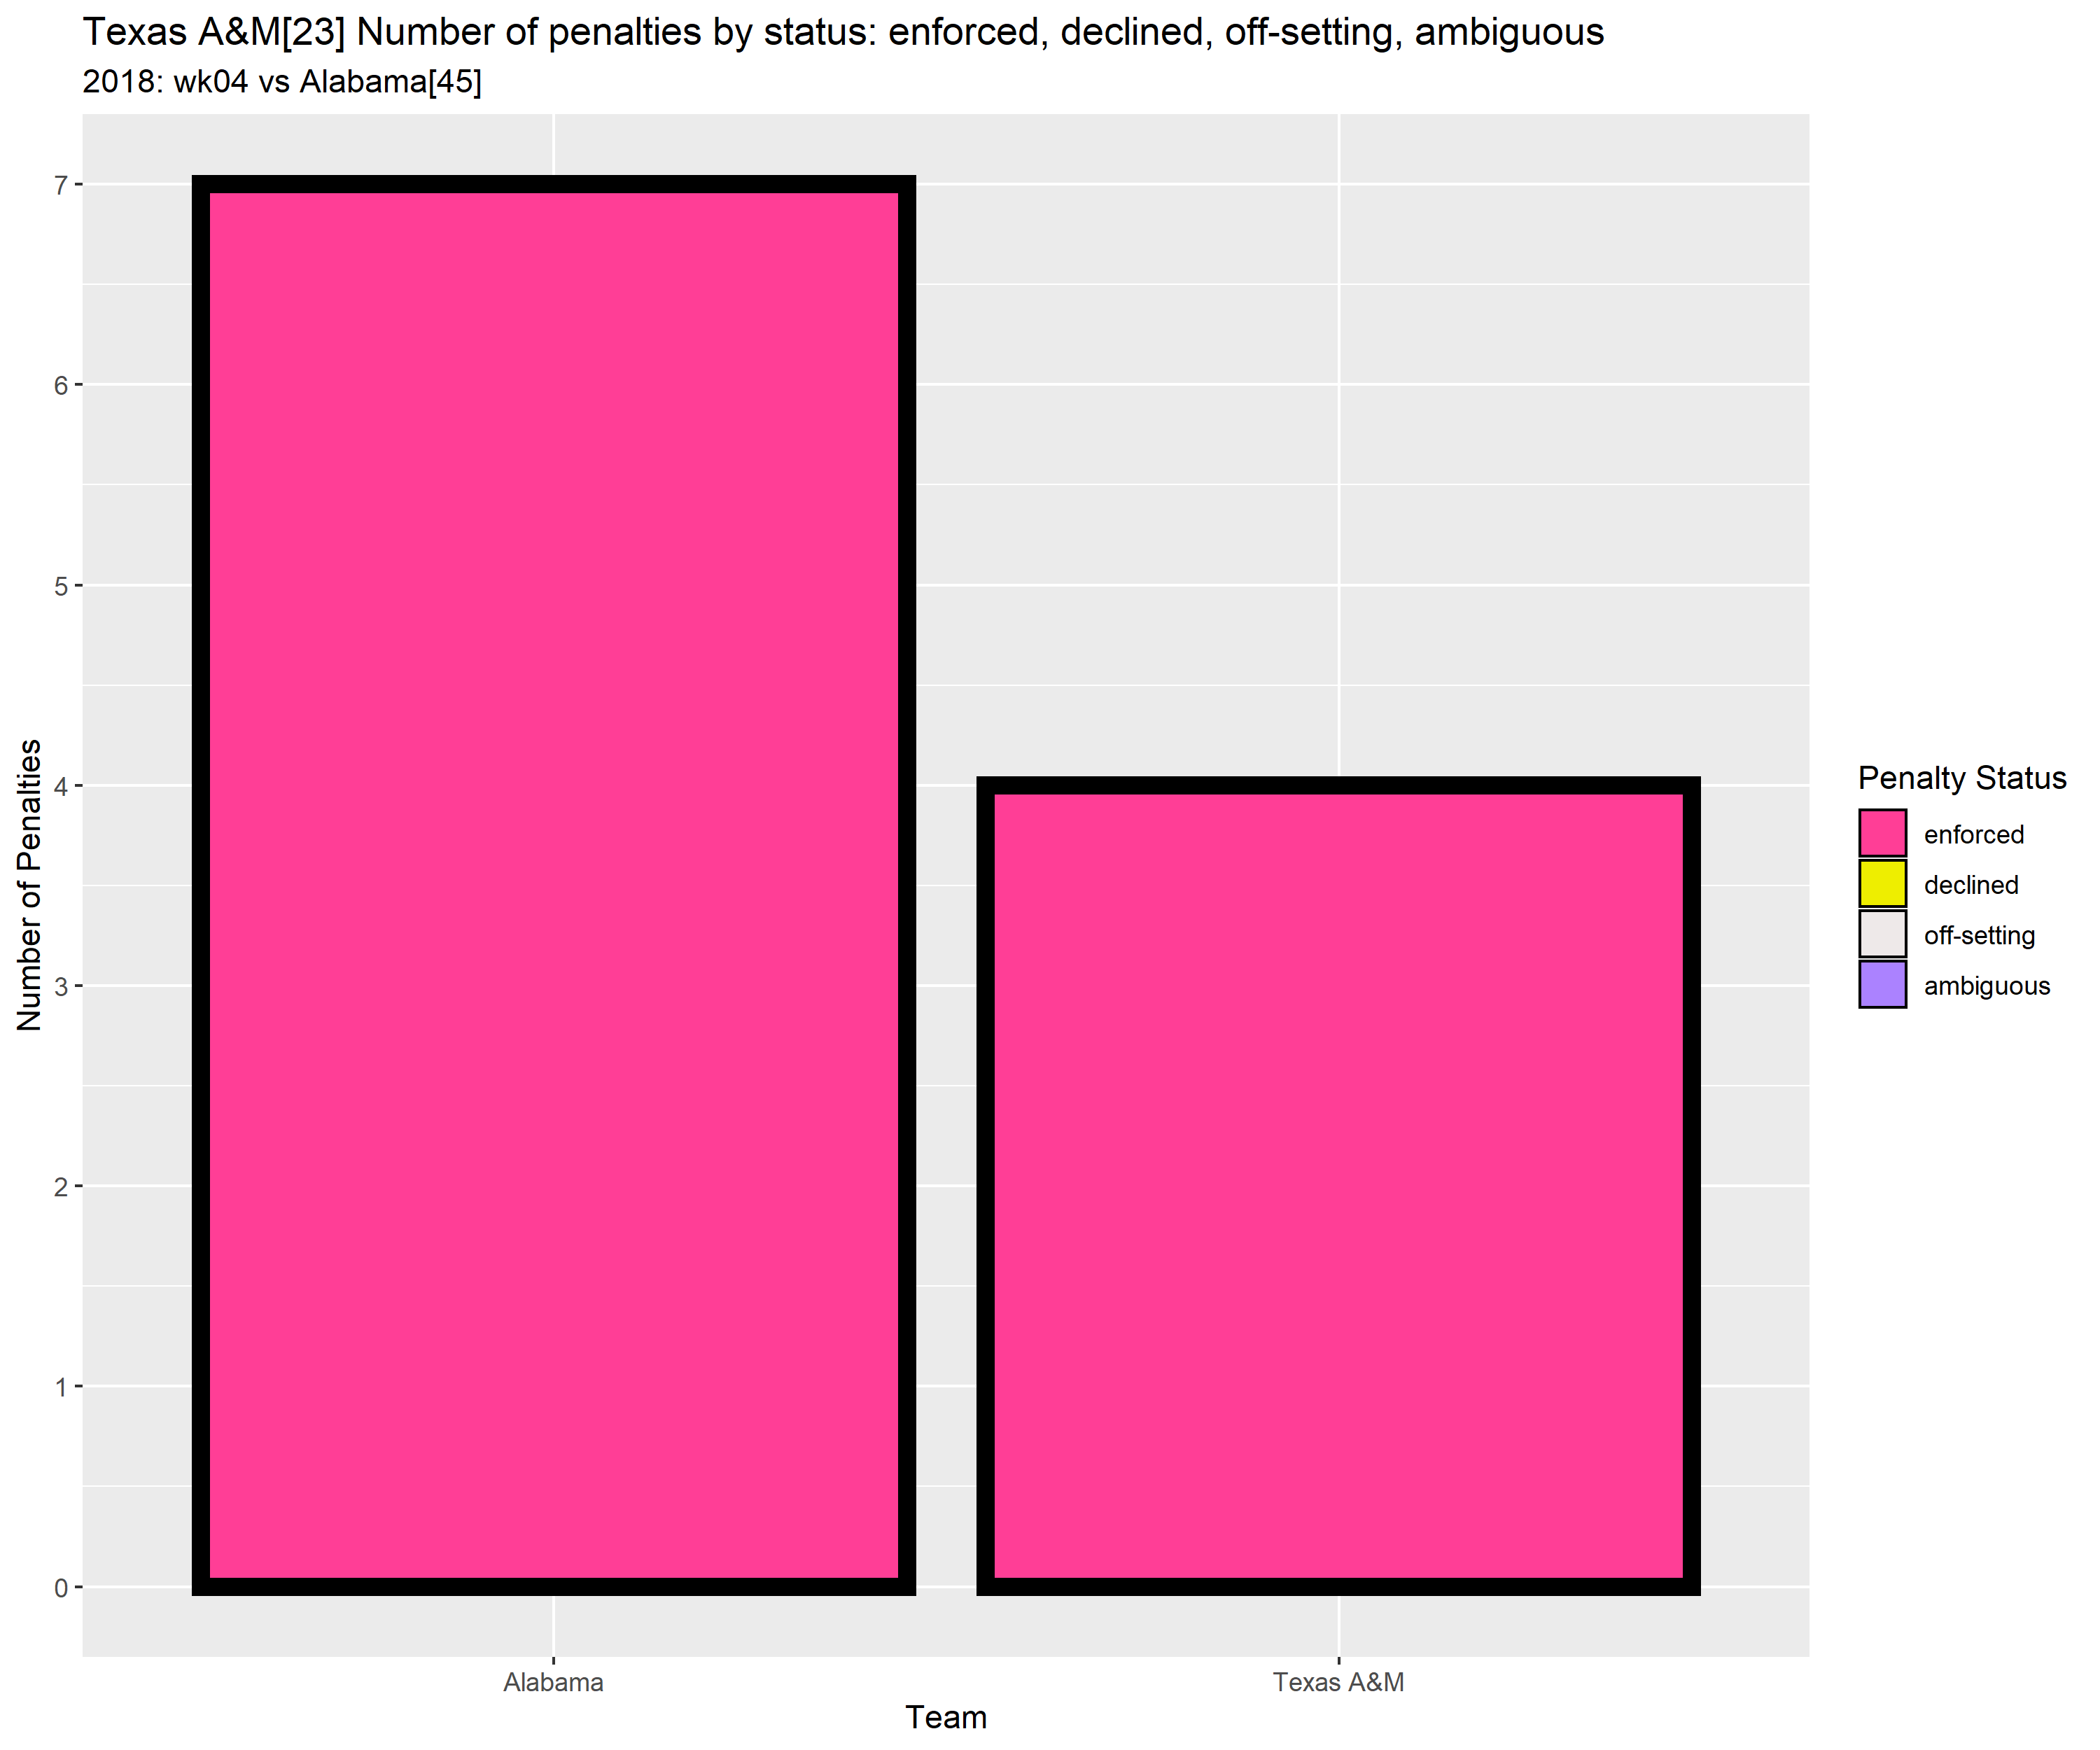 Texas A&M[23] Number of penalties by status: enforced, declined, off-setting, ambiguous
2018: wk04 vs Alabama[45]
Number of Penalties
7
6
5
4
3
2
1
0
Alabama
Texas A&M
Team
Penalty Status
enforced
declined
off-setting
ambiguous